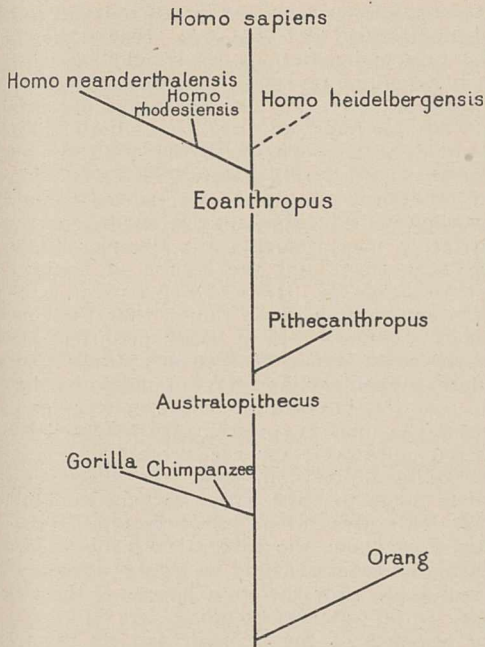 Homo sapiens
Homo neanderthalensis
Homo
rhodesiensis
Homo heidelbergensis
Eoanthropus
Pithecanthropus
Australopithecus
Gorilla
Chimpanzee
Orang